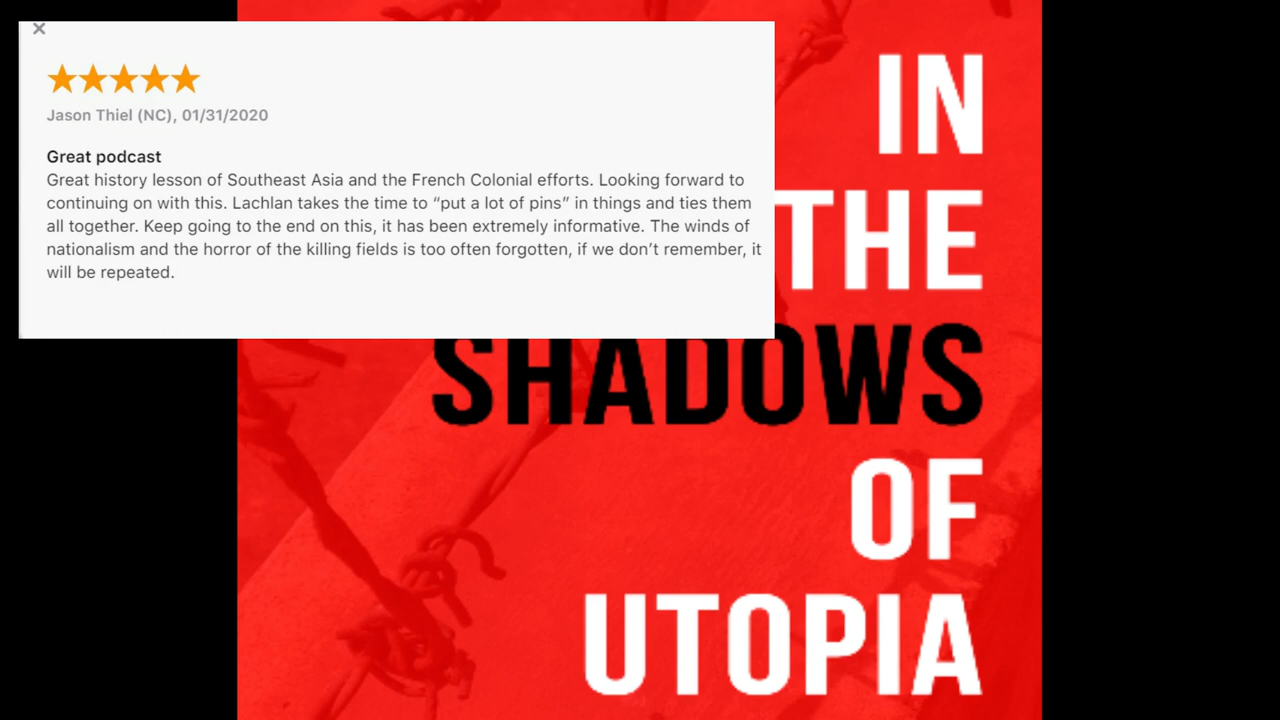 ×
★★★★★
Jason Thiel (NC), 01/31/2020
Great podcast
Great history lesson of Southeast Asia and the French Colonial efforts. Looking forward to
continuing on with this. Lachlan takes the time to “put a lot of pins” in things and ties them
all together. Keep going to the end on this, it has been extremely informative. The winds of
nationalism and the horror of the killing fields is too often forgotten, if we don’t remember, it
will be repeated.
IN
THE
SHADOWS
OF
UTOPIA